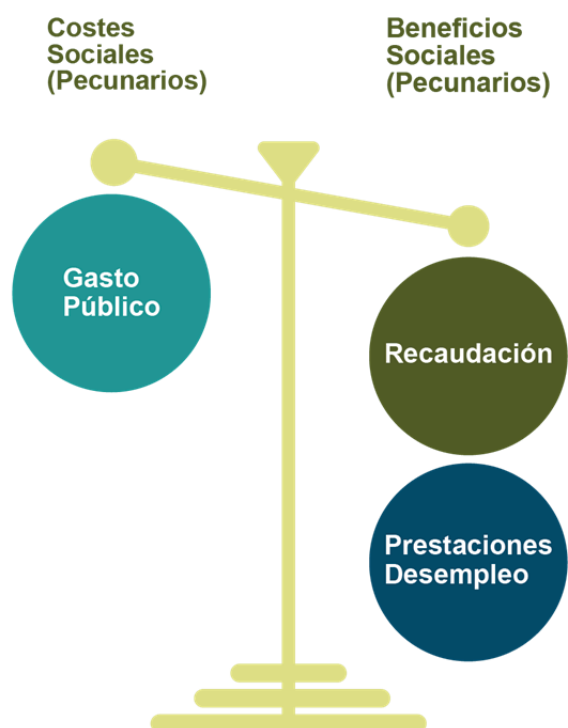 Costes
Sociales
(Pecunarios)
Beneficios
Sociales
(Pecunarios)
Gasto
Público
Recaudación
Prestaciones
Desempleo